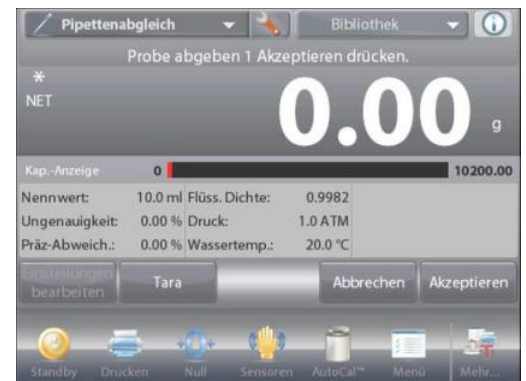 Pipettenabgleich Bibliothek
Probe abgeben 1 Akzeptieren drücken.
*
NET
0.00 g
Kap.-Anzeige 0 10200.00
Nennwert: 10.0 ml Flüss. Dichte: 0.9982
Ungenauigkeit: 0.00 % Druck: 1.0 ATM
Präz-Abweich.: 0.00 % Wassertemp.: 20.0 °C
Einstellungen
bearbeiten
Tara Abbrechen Akzeptieren
Standby Drucken Null Sensoren AutoCal™ Menü Mehr...